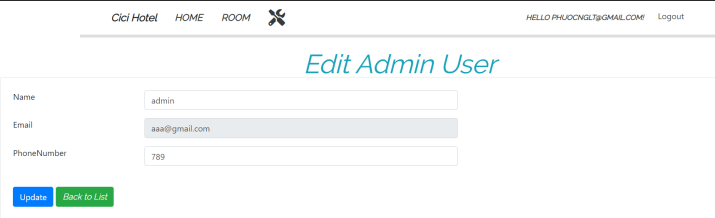 Cici Hotel HOME ROOM HELLO PHUOCNGLT@GMAIL.COM! Logout
Edit Admin User
Name admin
Email aaa@gmail.com
PhoneNumber 789
Update Back to List